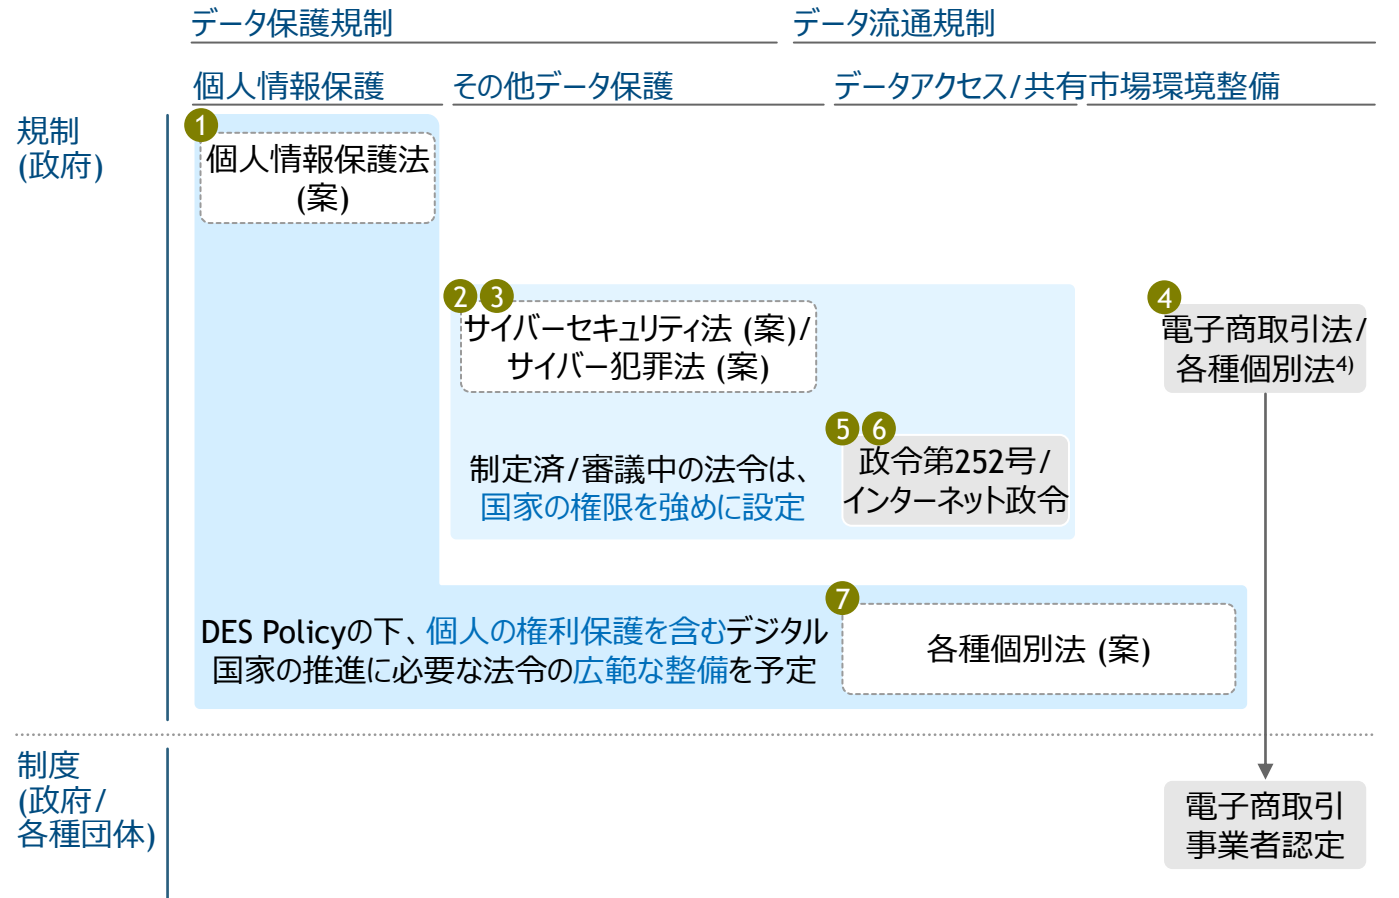 データ保護規制
データ流通規制
個人情報保護
その他データ保護
データアクセス/共有
市場環境整備
規制
(政府)
1
個人情報保護法
(案)
2
3
サイバーセキュリティ法 (案)/
サイバー犯罪法 (案)
4
電子商取引法/
各種個別法4)
制定済/審議中の法令は、
国家の権限を強めに設定
5
6
政令第252号/
インターネット政令
DES Policyの下、個人の権利保護を含むデジタル
国家の推進に必要な法令の広範な整備を予定
7
各種個別法 (案)
制度
(政府/
各種団体)
電子商取引
事業者認定